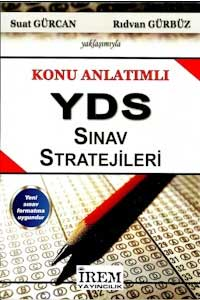 Suat GÜRCAN Rıdvan GÜRBÜZ
yaklaşımıyla
KONU ANLATIMLI
YDS
SINAV
STRATEJİLERİ
Yeni
sınav
formatına
uygundur
İREM
YAYINCILIK